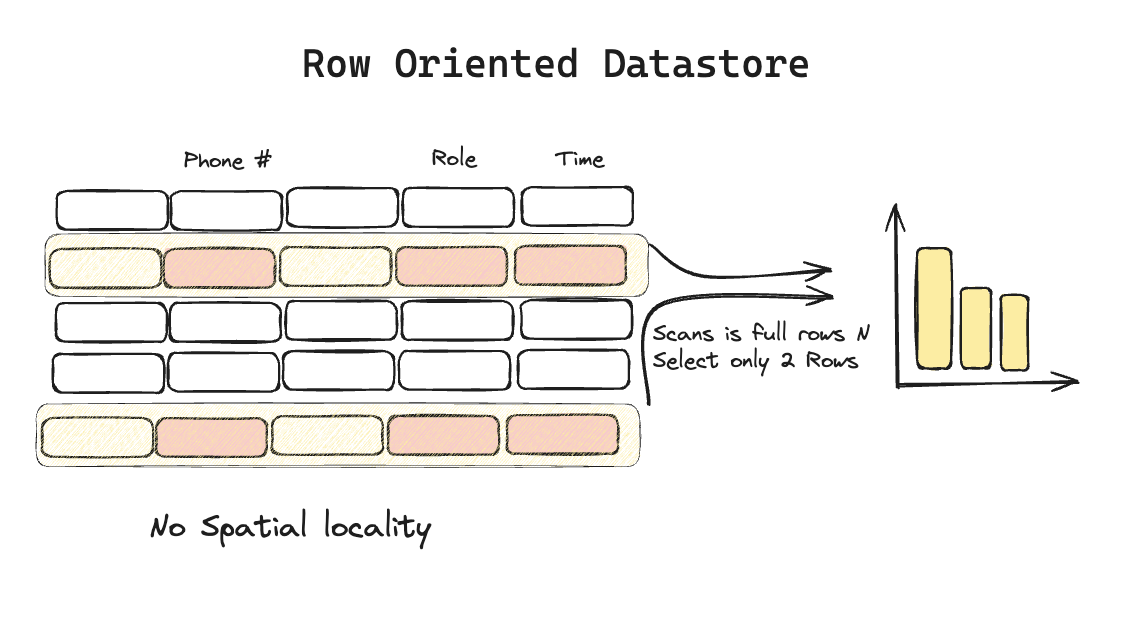 Row Oriented Datastore
Phone # Role Time
Scans is full rows N
Select only 2 Rows
No Spatial locality